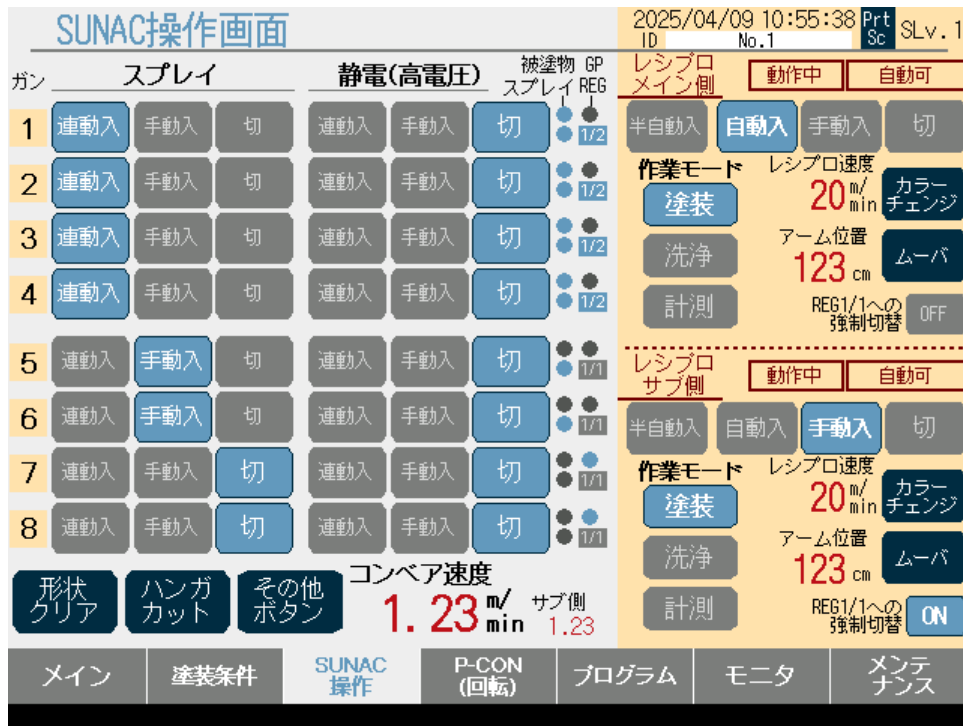 SUNAC操作画面
2025/04/09 10:55:38
ID No.1
Prt Sc
SLv.1
ガン
スプレイ
静電(高電圧)
被塗物 GP
スプレイ REG
1 連動入 手動入 切 連動入 手動入 切 1/2
2 連動入 手動入 切 連動入 手動入 切 1/2
3 連動入 手動入 切 連動入 手動入 切 1/2
4 連動入 手動入 切 連動入 手動入 切 1/2
5 連動入 手動入 切 連動入 手動入 切 1/1
6 連動入 手動入 切 連動入 手動入 切 1/1
7 連動入 手動入 切 連動入 手動入 切 1/1
8 連動入 手動入 切 連動入 手動入 切 1/1
形状
クリア
ハンガ
カット
その他
ボタン
コンベア速度
1.23 m/min
サブ側
1.23
レシプロ
メイン側
動作中
自動可
半自動入 自動入 手動入 切
作業モード
塗装
洗浄
計測
レシプロ速度
20 m/min
アーム位置
123 cm
カラー
チェンジ
ムーバ
REG1/1への
強制切替
OFF
レシプロ
サブ側
動作中
自動可
半自動入 自動入 手動入 切
作業モード
塗装
洗浄
計測
レシプロ速度
20 m/min
アーム位置
123 cm
カラー
チェンジ
ムーバ
REG1/1への
強制切替
ON
メイン
塗装条件
SUNAC
操作
P-CON
(回転)
プログラム
モニタ
メンテ
ナンス